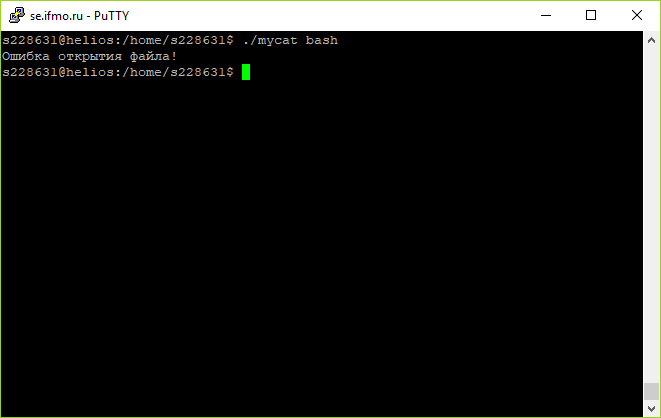 se.ifmo.ru - PuTTY
s228631@helios:/home/s228631$ ./mycat bash
Ошибка открытия файла!
s228631@helios:/home/s228631$